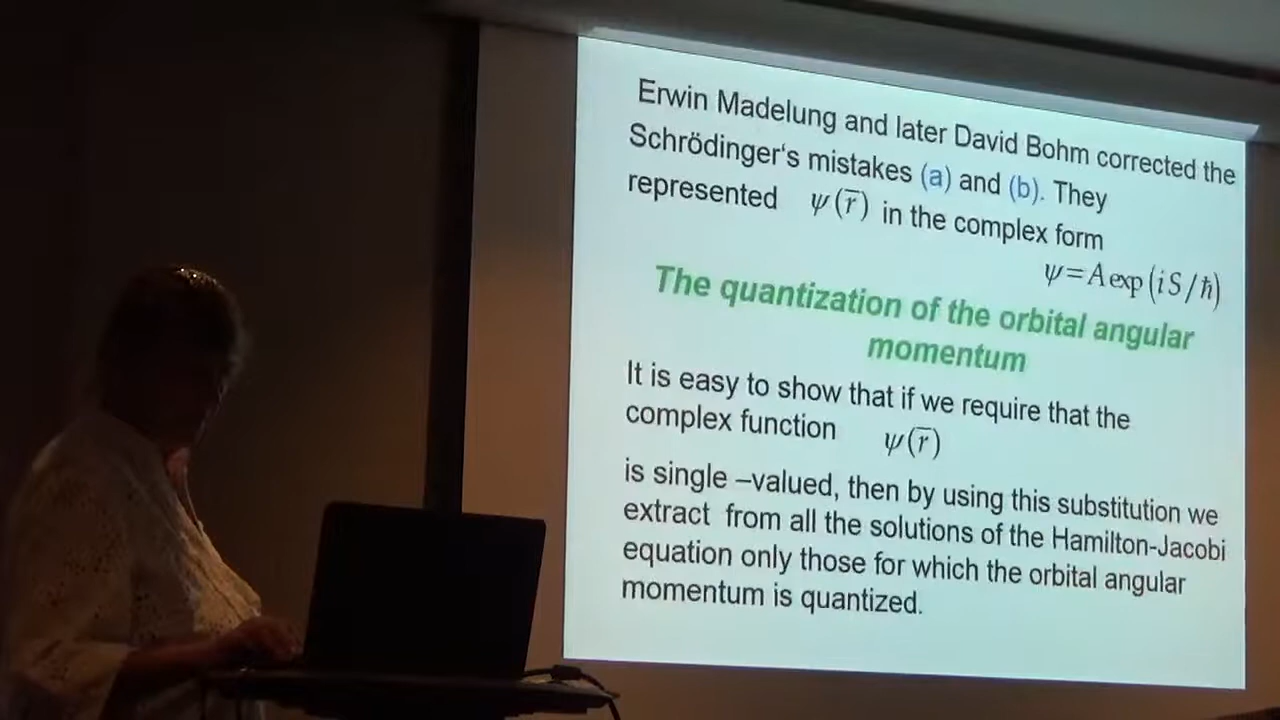 Erwin Madelung and later David Bohm corrected the
Schrödinger‘s mistakes (a) and (b). They
represented ψ(r̅) in the complex form
ψ=A exp(iS/ħ)
The quantization of the orbital angular
momentum
It is easy to show that if we require that the
complex function ψ(r̅)
is single –valued, then by using this substitution we
extract from all the solutions of the Hamilton-Jacobi
equation only those for which the orbital angular
momentum is quantized.